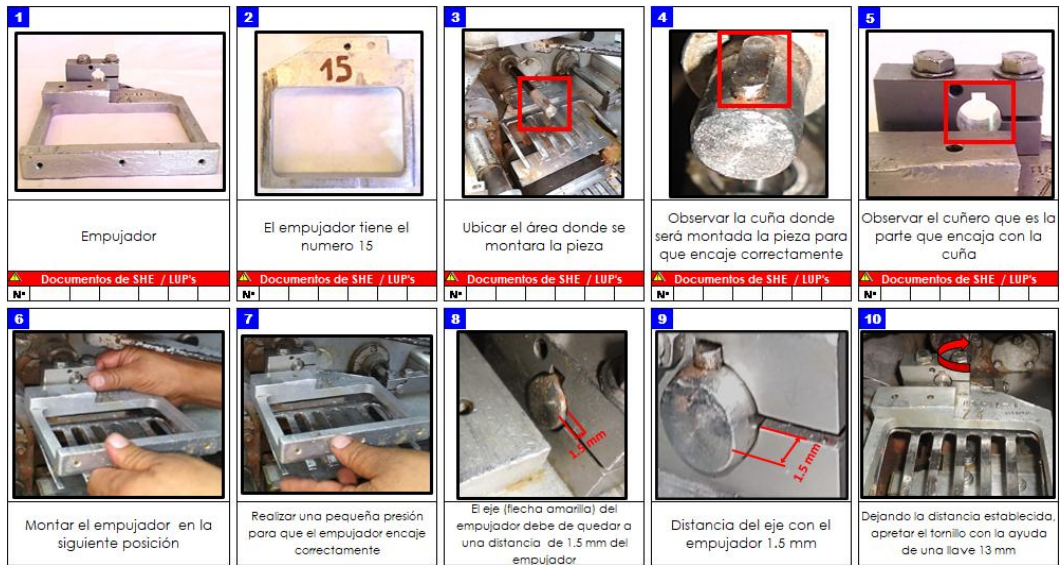 1
2
15
3
4
5
Empujador
El empujador tiene el
numero 15
Ubicar el área donde se
montara la pieza
Observar la cuña donde
será montada la pieza para
que encaje correctamente
Observar el cuñero que es la
parte que encaja con la
cuña
Documentos de SHE / LUP's
Documentos de SHE / LUP's
Documentos de SHE / LUP's
Documentos de SHE / LUP's
Documentos de SHE / LUP's
Nº
Nº
Nº
Nº
Nº
6
7
8
1.5 mm
9
1.5 mm
10
Montar el empujador en la
siguiente posición
Realizar una pequeña presión
para que el empujador encaje
correctamente
El eje (flecha amarilla) del
empujador debe de quedar a
una distancia de 1.5 mm del
empujador
Distancia del eje con el
empujador 1.5 mm
Dejando la distancia establecida,
apretar el tornillo con la ayuda
de una llave 13 mm